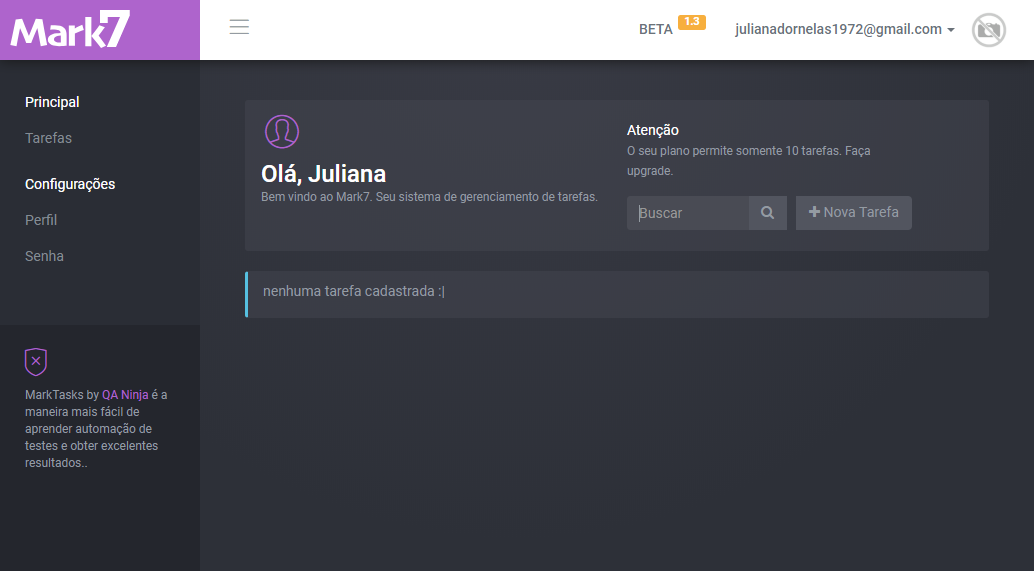 Mark7
BETA 1.3
julianadornelas1972@gmail.com
Principal
Tarefas
Configurações
Perfil
Senha
MarkTasks by QA Ninja é a
maneira mais fácil de
aprender automação de
testes e obter excelentes
resultados..
Olá, Juliana
Bem vindo ao Mark7. Seu sistema de gerenciamento de tarefas.
Atenção
O seu plano permite somente 10 tarefas. Faça
upgrade.
Buscar
Nova Tarefa
nenhuma tarefa cadastrada :|